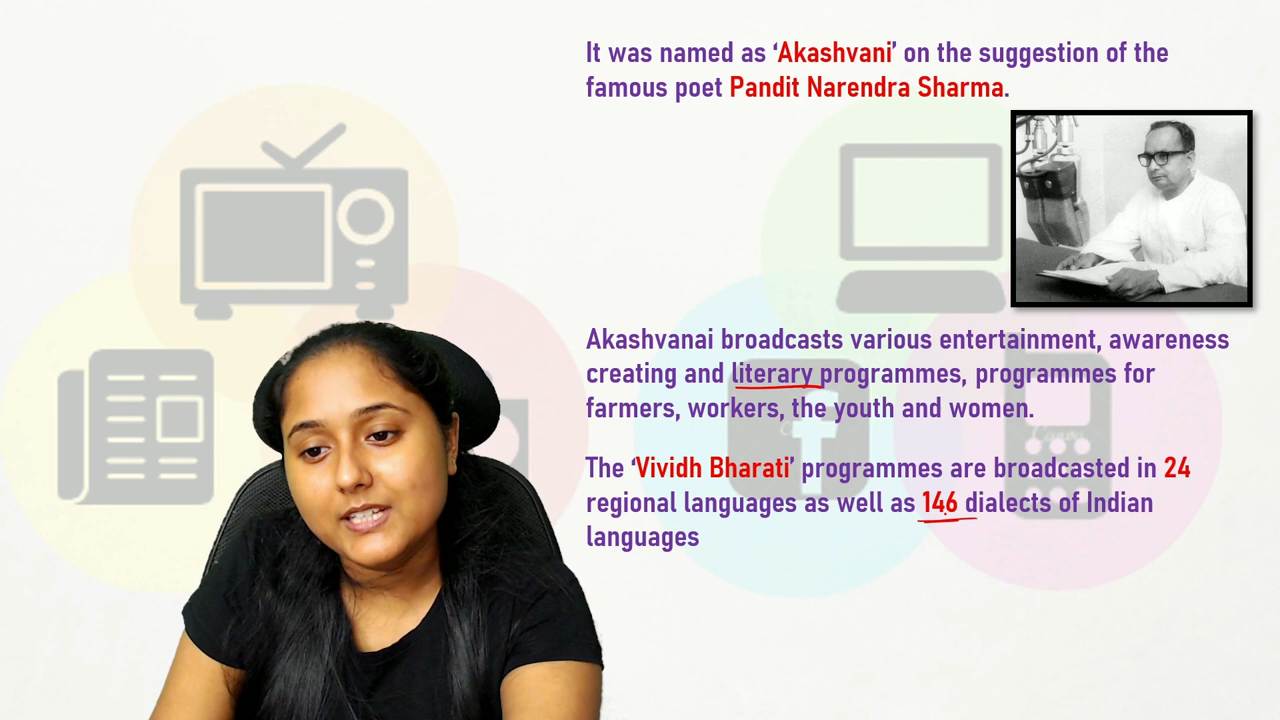 It was named as ‘Akashvani’ on the suggestion of the
famous poet Pandit Narendra Sharma.
Akashvanai broadcasts various entertainment, awareness
creating and literary programmes, programmes for
farmers, workers, the youth and women.
The ‘Vividh Bharati’ programmes are broadcasted in 24
regional languages as well as 146 dialects of Indian
languages